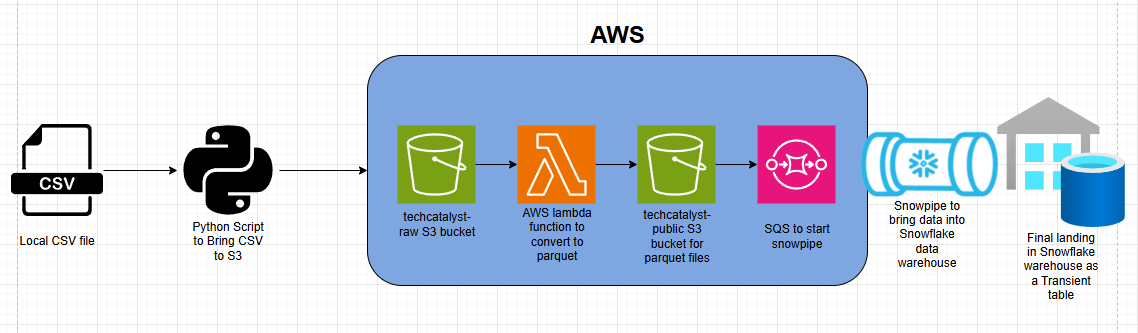 AWS
CSV
Local CSV file
Python Script
to Bring CSV
to S3
techcatalyst-
raw S3 bucket
AWS lambda
function to
convert to
parquet
techcatalyst-
public S3
bucket for
parquet files
SQS to start
snowpipe
Snowpipe to
bring data into
Snowflake
data
warehouse
Final landing
in Snowflake
warehouse as
a Transient
table